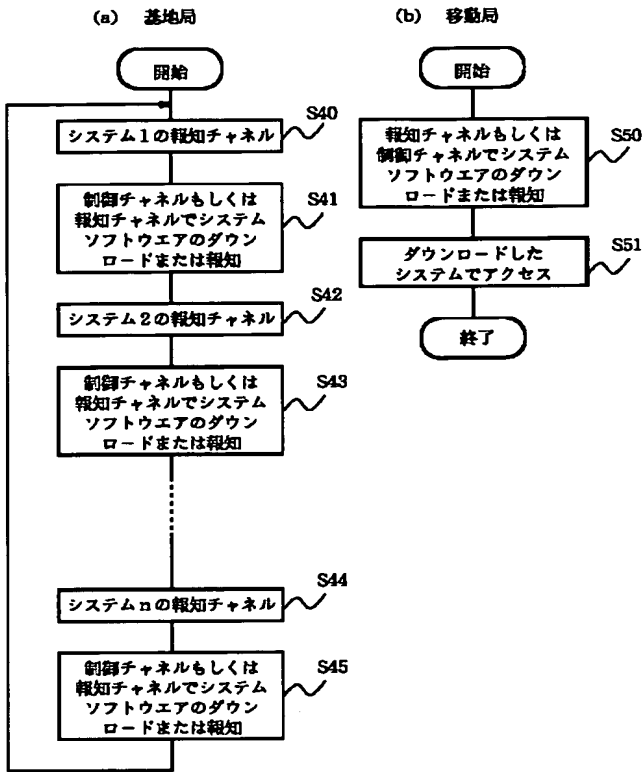 (a) 基地局
開始
システム1の報知チャネル
S40
制御チャネルもしくは
報知チャネルでシステム
ソフトウエアのダウン
ロードまたは報知
S41
システム2の報知チャネル
S42
制御チャネルもしくは
報知チャネルでシステム
ソフトウエアのダウン
ロードまたは報知
S43
システムnの報知チャネル
S44
制御チャネルもしくは
報知チャネルでシステム
ソフトウエアのダウン
ロードまたは報知
S45
(b) 移動局
開始
報知チャネルもしくは
制御チャネルでシステム
ソフトウエアのダウン
ロードまたは報知
S50
ダウンロードした
システムでアクセス
S51
終了